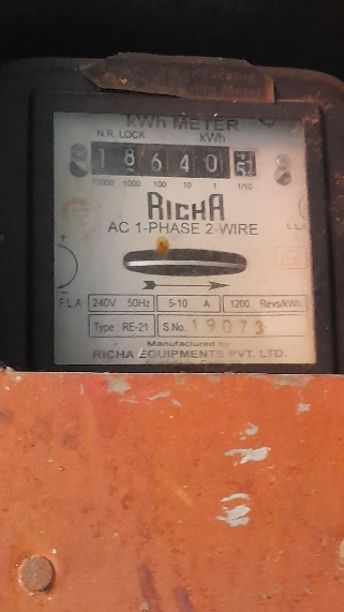 KWh METER
N.R. LOCK KWh
1 8 6 4 0 5
10000 1000 100 10 1 1/10
RICHA
AC 1-PHASE 2-WIRE
F.L.A 240V 50Hz 5-10 A 1200 Revs/kWh
Type : RE-21 S.No. 19073
Manufactured by
RICHA EQUIPMENTS PVT. LTD.